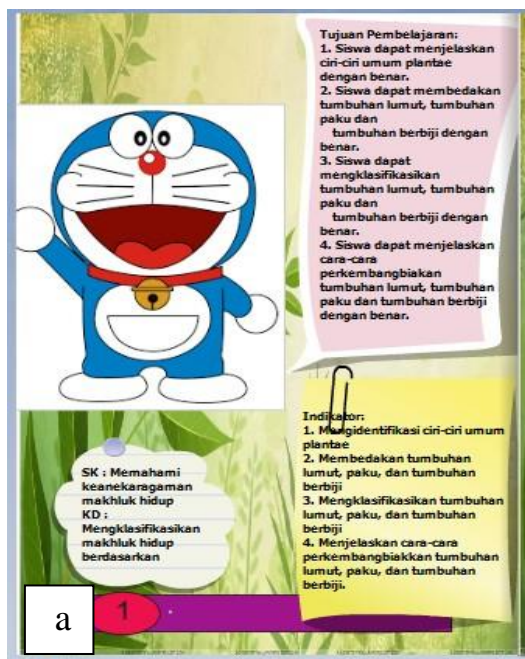 Tujuan Pembelajaran:
1. Siswa dapat menjelaskan
ciri-ciri umum plantae
dengan benar.
2. Siswa dapat membedakan
tumbuhan lumut, tumbuhan
paku dan
tumbuhan berbiji dengan
benar.
3. Siswa dapat
mengklasifikasikan
tumbuhan lumut, tumbuhan
paku dan
tumbuhan berbiji dengan
benar.
4. Siswa dapat menjelaskan
cara-cara
perkembangbiakan
tumbuhan lumut, tumbuhan
paku dan tumbuhan berbiji
dengan benar.
Indikator:
1. Mengidentifikasi ciri-ciri umum
plantae
2. Membedakan tumbuhan
lumut, paku, dan tumbuhan
berbiji
3. Mengklasifikasikan tumbuhan
lumut, paku, dan tumbuhan
berbiji
4. Menjelaskan cara-cara
perkembangbiakkan tumbuhan
lumut, paku, dan tumbuhan
berbiji.
SK : Memahami
keanekaragaman
makhluk hidup
KD :
Mengklasifikasikan
makhluk hidup
berdasarkan
a
1